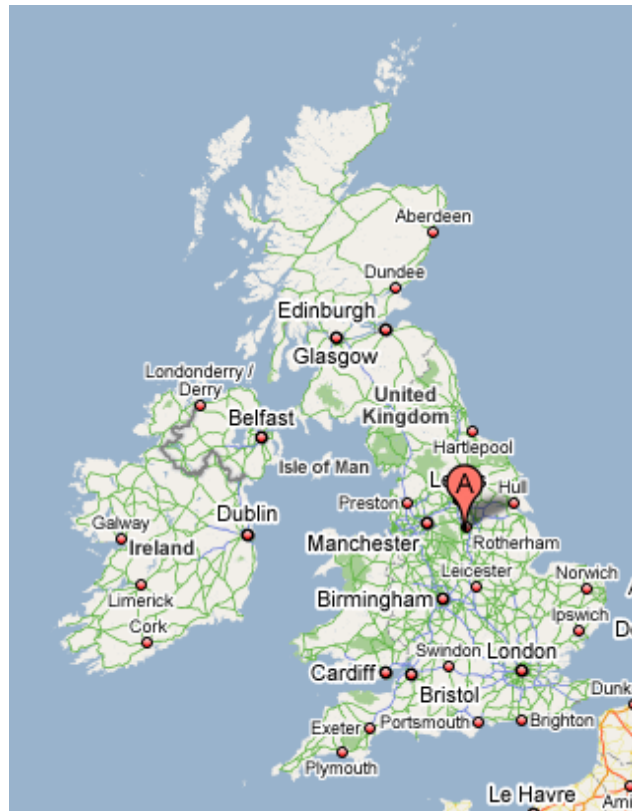 Aberdeen
Dundee
Edinburgh
Glasgow
Londonderry /
Derry
United
Kingdom
Belfast
Hartlepool
Isle of Man
A
Preston
Hull
Galway
Dublin
Manchester
Rotherham
Ireland
Leicester
Limerick
Birmingham
Norwich
Cork
Ipswich
Swindon
London
Cardiff
Bristol
Exeter
Portsmouth
Brighton
Plymouth
Le Havre